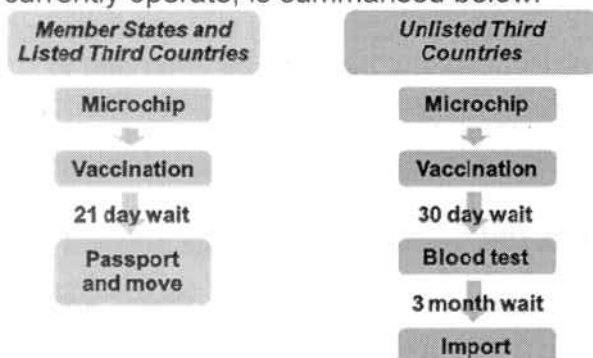 currently operate, is summarised below.
Member States and
Listed Third Countries
Microchip
Vaccination
21 day wait
Passport
and move
Unlisted Third
Countries
Microchip
Vaccination
30 day wait
Blood test
3 month wait
Import